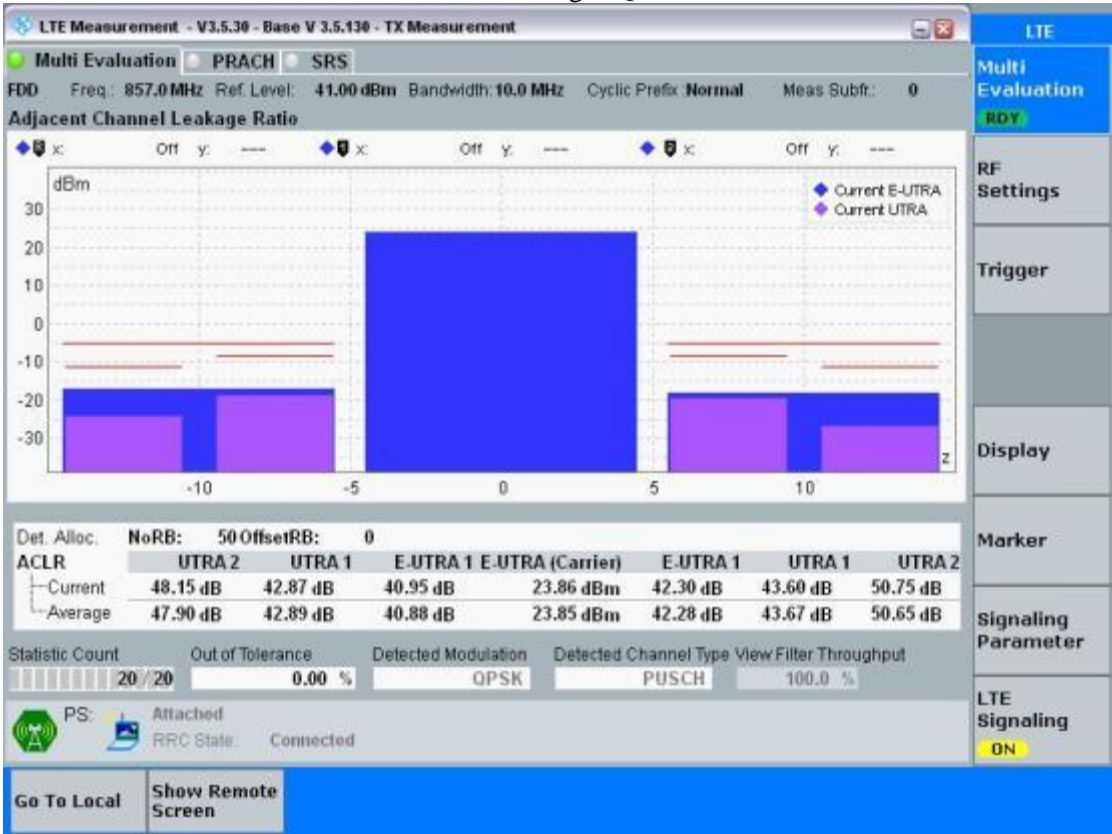 LTE Measurement - V3.5.30 - Base V 3.5.130 - TX Measurement
LTE
Multi Evaluation PRACH SRS
Multi
Evaluation
RDY
FDD Freq.: 857.0 MHz Ref. Level: 41.00 dBm Bandwidth: 10.0 MHz Cyclic Prefix: Normal Meas Subfr.: 0
Adjacent Channel Leakage Ratio
x: Off y: --- x: Off y: --- x: Off y: ---
dBm
Current E-UTRA
Current UTRA
30
20
10
0
-10
-20
-30
z
-10 -5 0 5 10
RF
Settings
Trigger
Display
Marker
Signaling
Parameter
LTE
Signaling
ON
Det. Alloc. NoRB: 50 OffsetRB: 0
ACLR UTRA 2 UTRA 1 E-UTRA 1 E-UTRA (Carrier) E-UTRA 1 UTRA 1 UTRA 2
Current 48.15 dB 42.87 dB 40.95 dB 23.86 dBm 42.30 dB 43.60 dB 50.75 dB
Average 47.90 dB 42.89 dB 40.88 dB 23.85 dBm 42.28 dB 43.67 dB 50.65 dB
Statistic Count Out of Tolerance Detected Modulation Detected Channel Type View Filter Throughput
20 / 20 0.00 % QPSK PUSCH 100.0 %
PS: Attached
RRC State: Connected
Go To Local
Show Remote
Screen